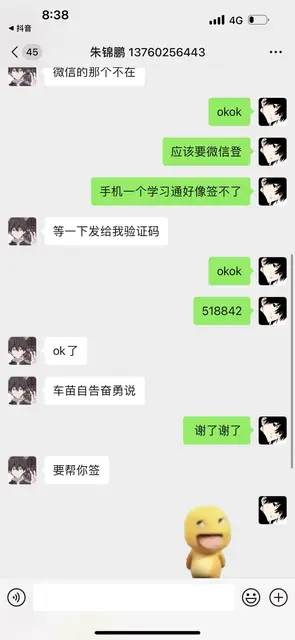 8:38
4G
抖音
45
朱锦鹏 13760256443
微信的那个不在
okok
应该要微信登
手机一个学习通好像签不了
等一下发给我验证码
okok
518842
ok了
车苗自告奋勇说
谢了谢了
要帮你签